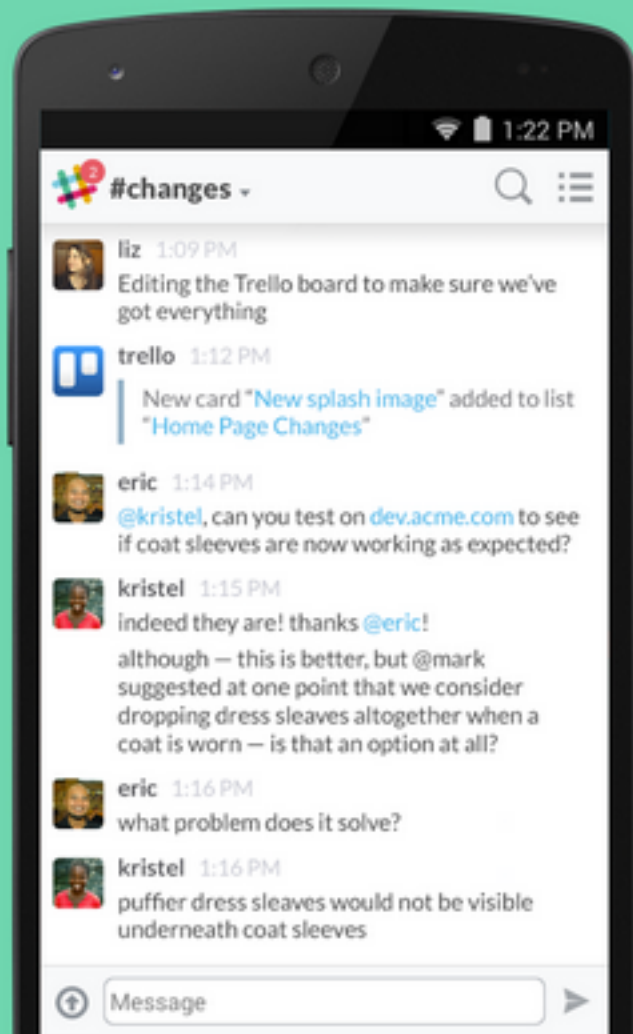 1:22 PM
2
#changes
liz 1:09 PM
Editing the Trello board to make sure we've
got everything
trello 1:12 PM
New card "New splash image" added to list
"Home Page Changes"
eric 1:14 PM
@kristel, can you test on dev.acme.com to see
if coat sleeves are now working as expected?
kristel 1:15 PM
indeed they are! thanks @eric!
although — this is better, but @mark
suggested at one point that we consider
dropping dress sleaves altogether when a
coat is worn — is that an option at all?
eric 1:16 PM
what problem does it solve?
kristel 1:16 PM
puffier dress sleaves would not be visible
underneath coat sleeves
Message